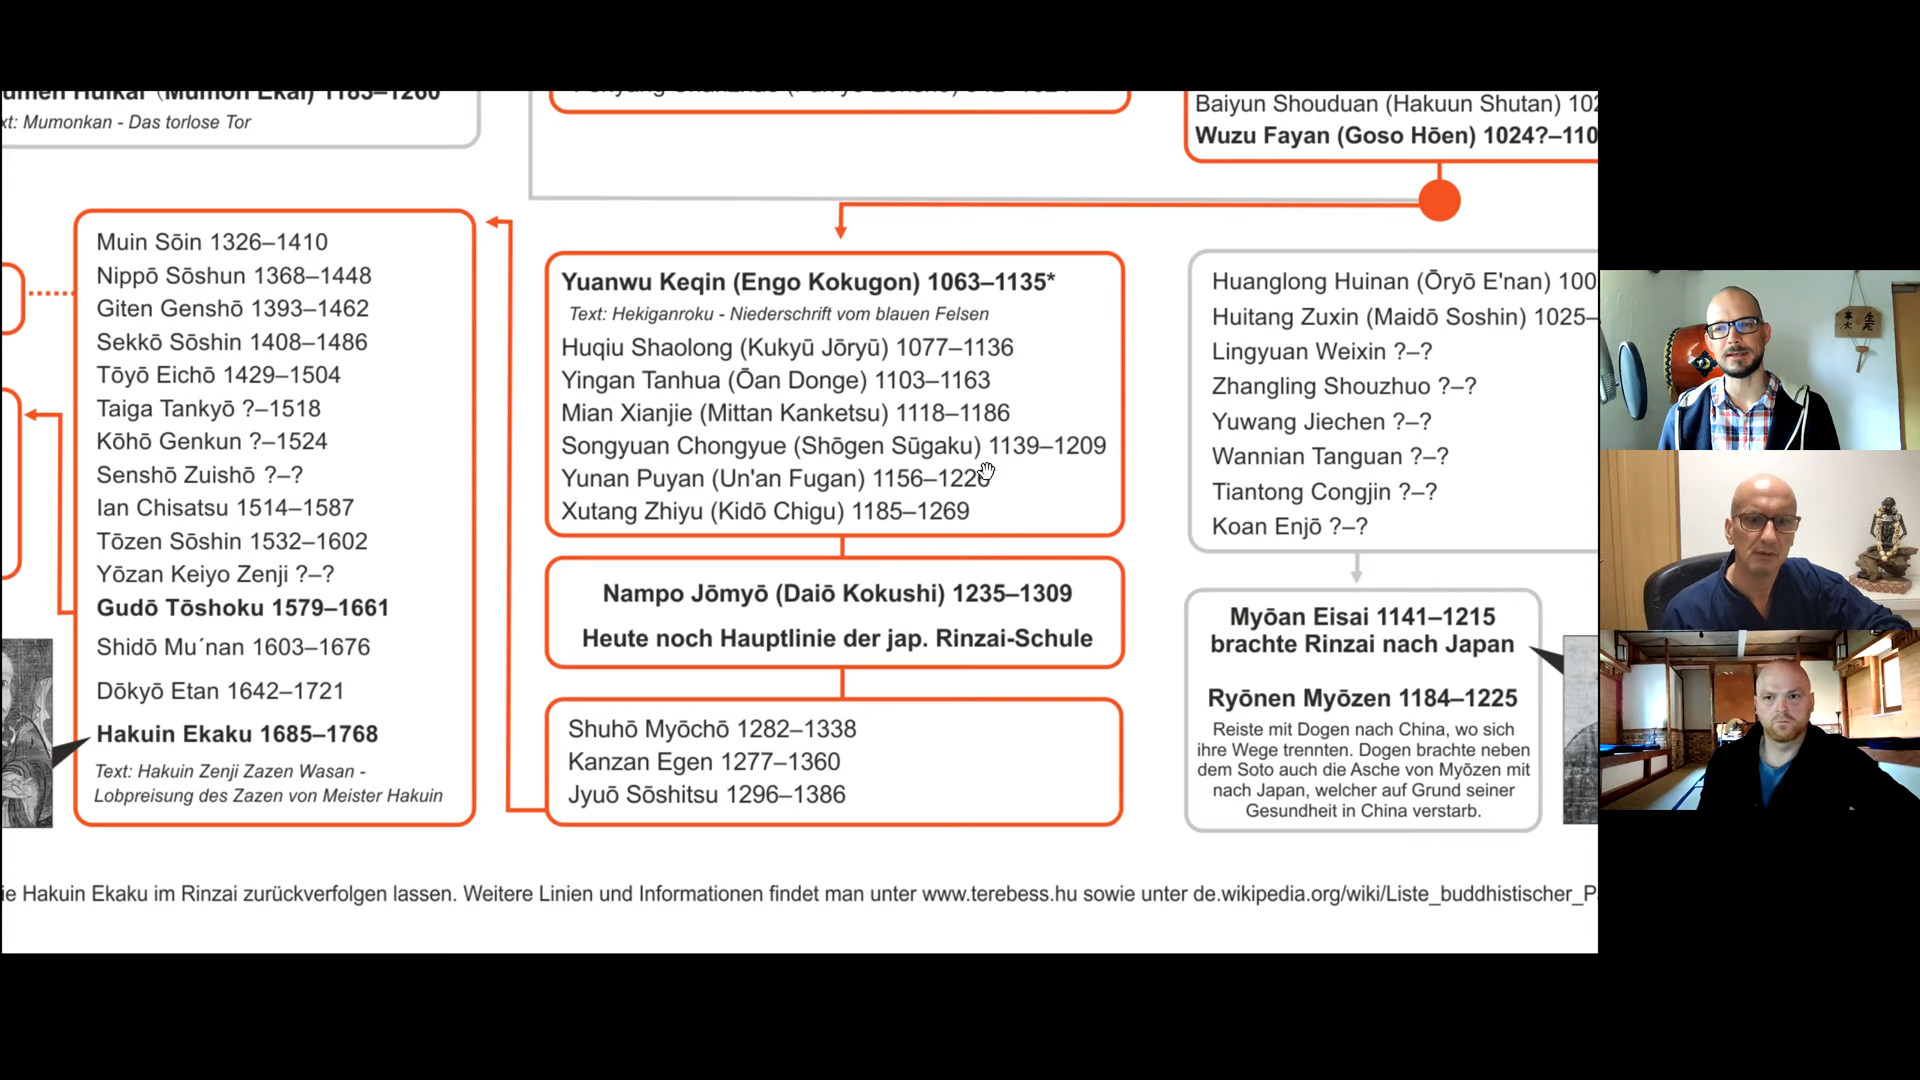 (Mumon Ekai) 1183–1260
xt: Mumonkan - Das torlose Tor
Baiyun Shouduan (Hakuun Shutan) 102
Wuzu Fayan (Goso Hōen) 1024?–110
Muin Sōin 1326–1410
Nippō Sōshun 1368–1448
Giten Genshō 1393–1462
Sekkō Sōshin 1408–1486
Tōyō Eichō 1429–1504
Taiga Tankyō ?–1518
Kōhō Genkun ?–1524
Senshō Zuishō ?–?
Ian Chisatsu 1514–1587
Tōzen Sōshin 1532–1602
Yōzan Keiyo Zenji ?–?
Gudō Tōshoku 1579–1661
Shidō Mu´nan 1603–1676
Dōkyō Etan 1642–1721
Hakuin Ekaku 1685–1768
Text: Hakuin Zenji Zazen Wasan -
Lobpreisung des Zazen von Meister Hakuin
Yuanwu Keqin (Engo Kokugon) 1063–1135*
Text: Hekiganroku - Niederschrift vom blauen Felsen
Huqiu Shaolong (Kukyū Jōryū) 1077–1136
Yingan Tanhua (Ōan Donge) 1103–1163
Mian Xianjie (Mittan Kanketsu) 1118–1186
Songyuan Chongyue (Shōgen Sūgaku) 1139–1209
Yunan Puyan (Un'an Fugan) 1156–1226
Xutang Zhiyu (Kidō Chigu) 1185–1269
Nampo Jōmyō (Daiō Kokushi) 1235–1309
Heute noch Hauptlinie der jap. Rinzai-Schule
Shuhō Myōchō 1282–1338
Kanzan Egen 1277–1360
Jyuō Sōshitsu 1296–1386
Huanglong Huinan (Ōryō E'nan) 100
Huitang Zuxin (Maidō Soshin) 1025–
Lingyuan Weixin ?–?
Zhangling Shouzhuo ?–?
Yuwang Jiechen ?–?
Wannian Tanguan ?–?
Tiantong Congjin ?–?
Koan Enjō ?–?
Myōan Eisai 1141–1215
brachte Rinzai nach Japan
Ryōnen Myōzen 1184–1225
Reiste mit Dogen nach China, wo sich
ihre Wege trennten. Dogen brachte neben
dem Soto auch die Asche von Myōzen mit
nach Japan, welcher auf Grund seiner
Gesundheit in China verstarb.
ie Hakuin Ekaku im Rinzai zurückverfolgen lassen. Weitere Linien und Informationen findet man unter www.terebess.hu sowie unter de.wikipedia.org/wiki/Liste_buddhistischer_P